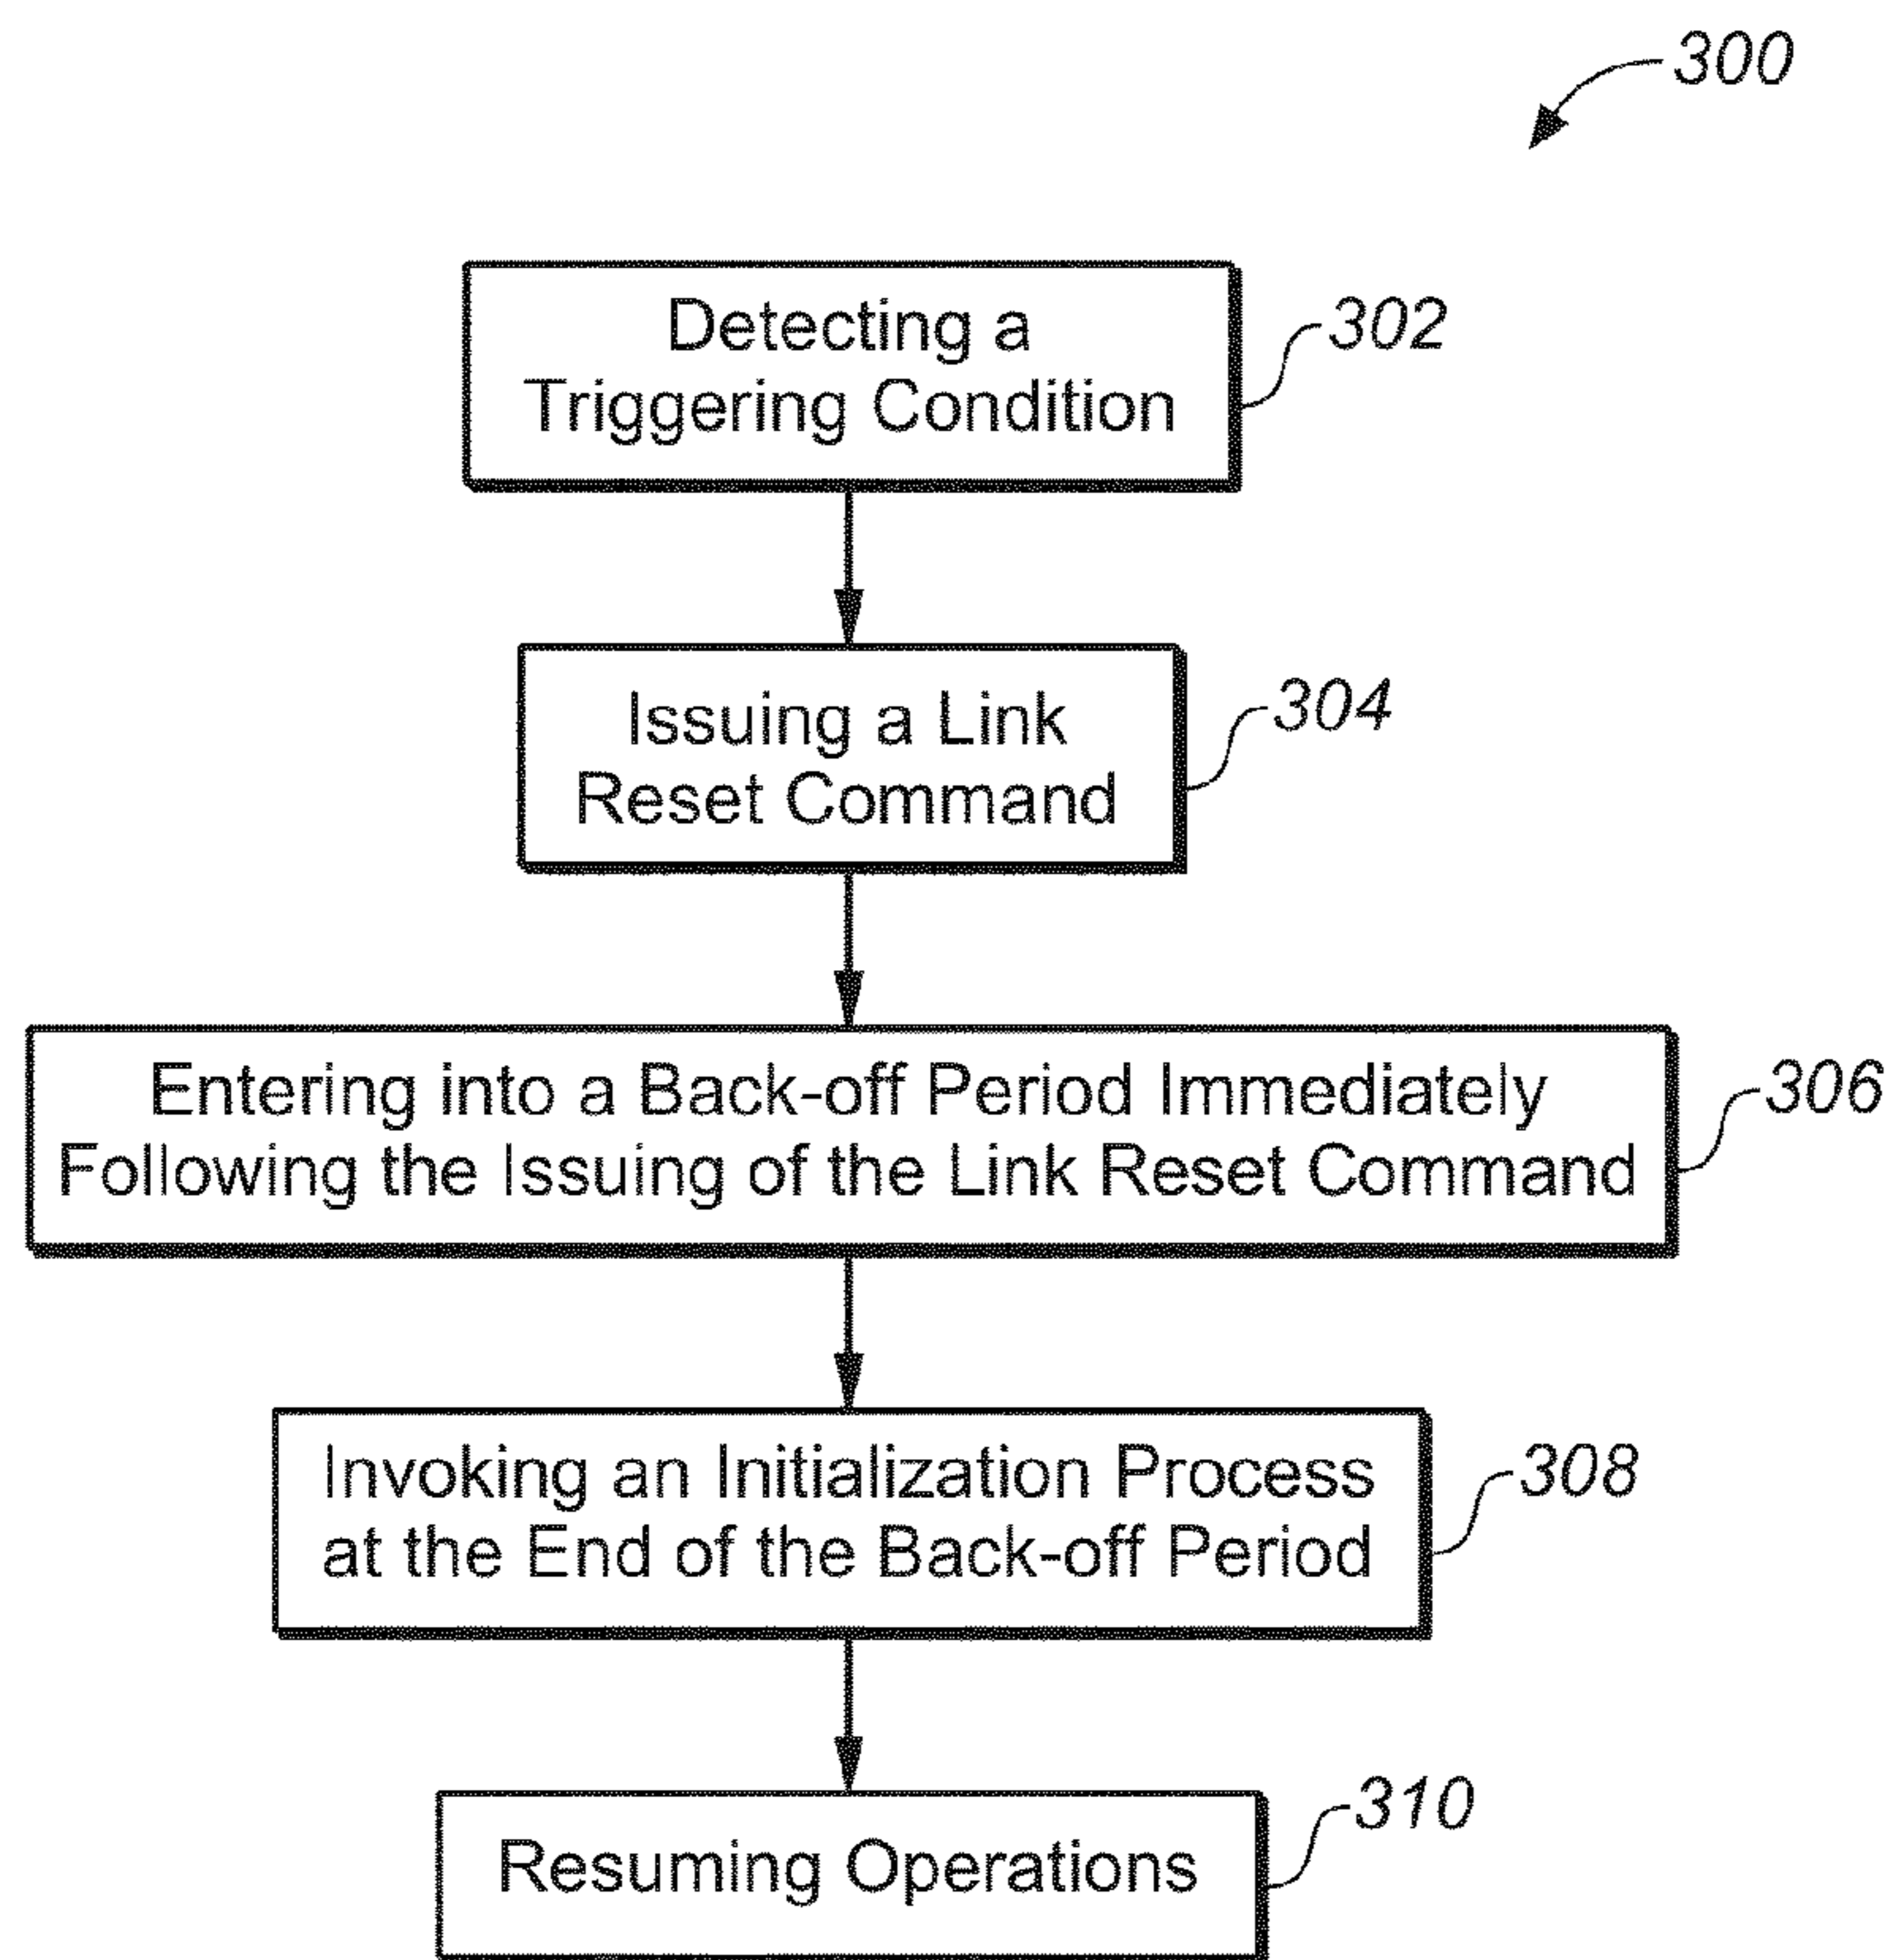 300
Detecting a
Triggering Condition
302
Issuing a Link
Reset Command
304
Entering into a Back-off Period Immediately
Following the Issuing of the Link Reset Command
306
Invoking an Initialization Process
at the End of the Back-off Period
308
Resuming Operations
310